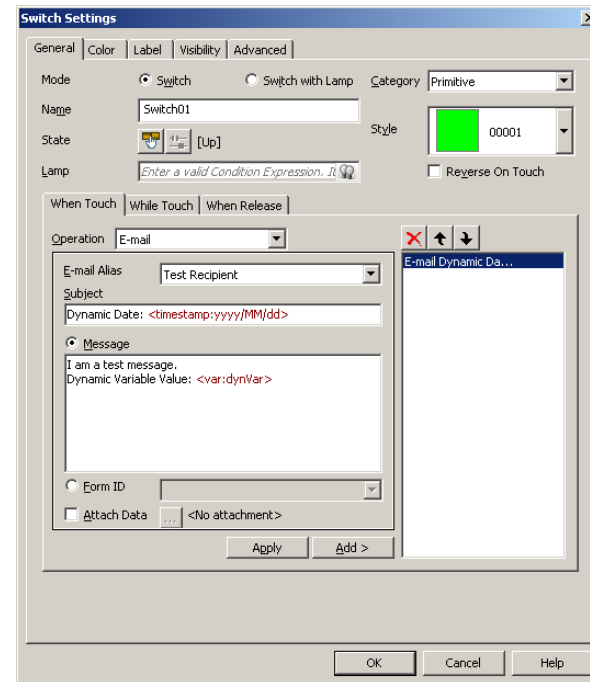 Switch Settings
General Color Label Visibility Advanced
Mode Switch Switch with Lamp Category Primitive
Name Switch01
Style 00001
State [Up]
Lamp Enter a valid Condition Expression. It
Reverse On Touch
When Touch While Touch When Release
Operation E-mail
E-mail Dynamic Da...
E-mail Alias Test Recipient
Subject
Dynamic Date: <timestamp:yyyy/MM/dd>
Message
I am a test message.
Dynamic Variable Value: <var:dynVar>
Form ID
Attach Data ... <No attachment>
Apply Add >
OK Cancel Help